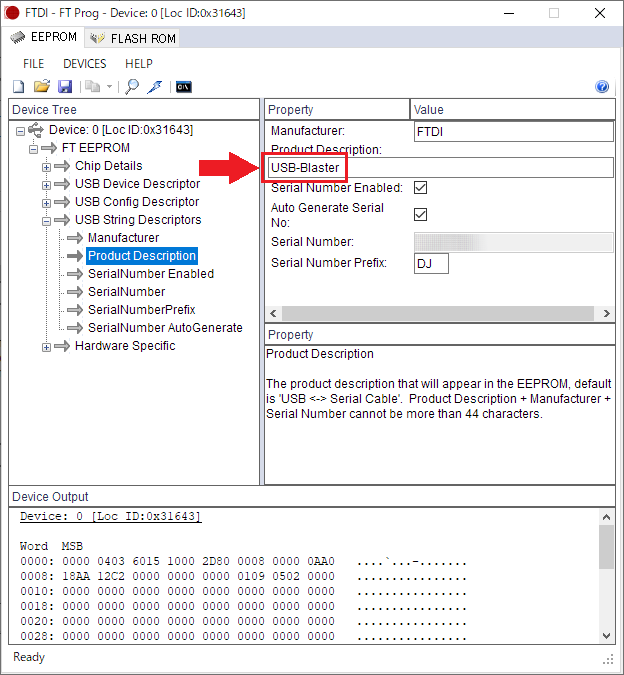 FTDI - FT Prog - Device: 0 [Loc ID:0x31643]
EEPROM
FLASH ROM
FILE DEVICES HELP
Device Tree
Device: 0 [Loc ID:0x31643]
FT EEPROM
Chip Details
USB Device Descriptor
USB Config Descriptor
USB String Descriptors
Manufacturer
Product Description
SerialNumber Enabled
SerialNumber
SerialNumberPrefix
SerialNumber AutoGenerate
Hardware Specific
Property Value
Manufacturer: FTDI
Product Description:
USB-Blaster
Serial Number Enabled:
Auto Generate Serial
No:
Serial Number:
Serial Number Prefix: DJ
Property
Product Description
The product description that will appear in the EEPROM, default
is 'USB <-> Serial Cable'. Product Description + Manufacturer +
Serial Number cannot be more than 44 characters.
Device Output
Device: 0 [Loc ID:0x31643]
Word MSB
0000: 0000 0403 6015 1000 2D80 0008 0000 0AA0 ....`...-.......
0008: 18AA 12C2 0000 0000 0000 0109 0502 0000 ................
0010: 0000 0000 0000 0000 0000 0000 0000 0000 ................
0018: 0000 0000 0000 0000 0000 0000 0000 0000 ................
0020: 0000 0000 0000 0000 0000 0000 0000 0000 ................
0028: 0000 0000 0000 0000 0000 0000 0000 0000 ................
Ready